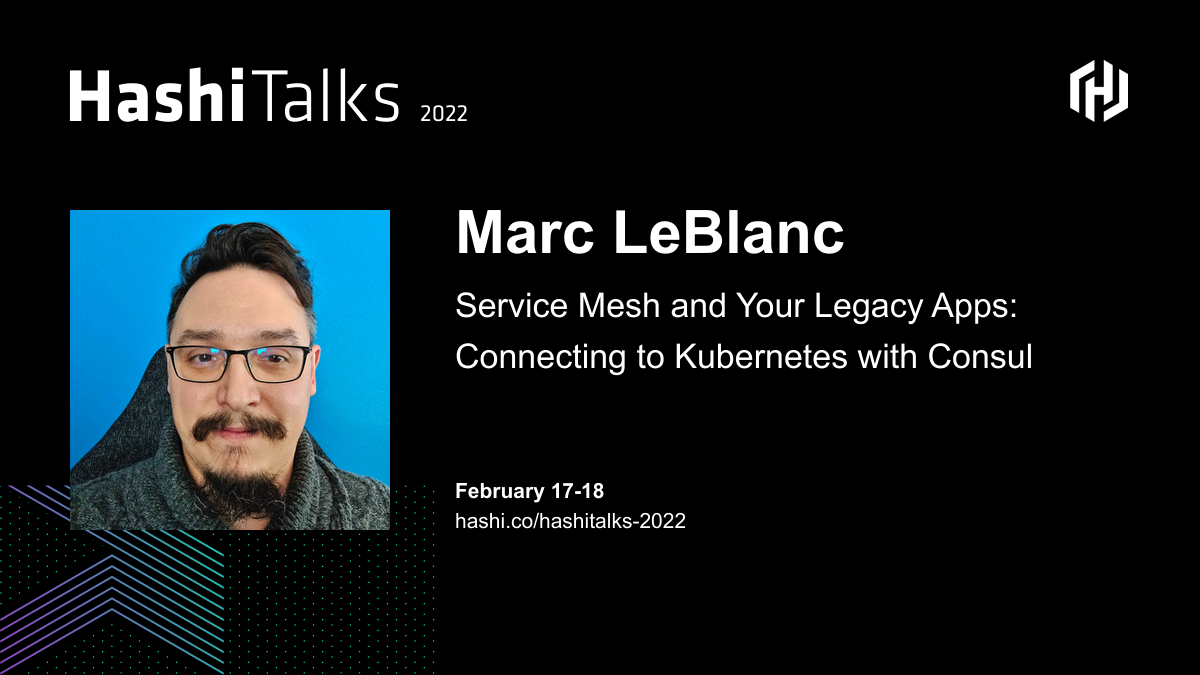 HashiTalks 2022
Marc LeBlanc
Service Mesh and Your Legacy Apps:
Connecting to Kubernetes with Consul
February 17-18
hashi.co/hashitalks-2022